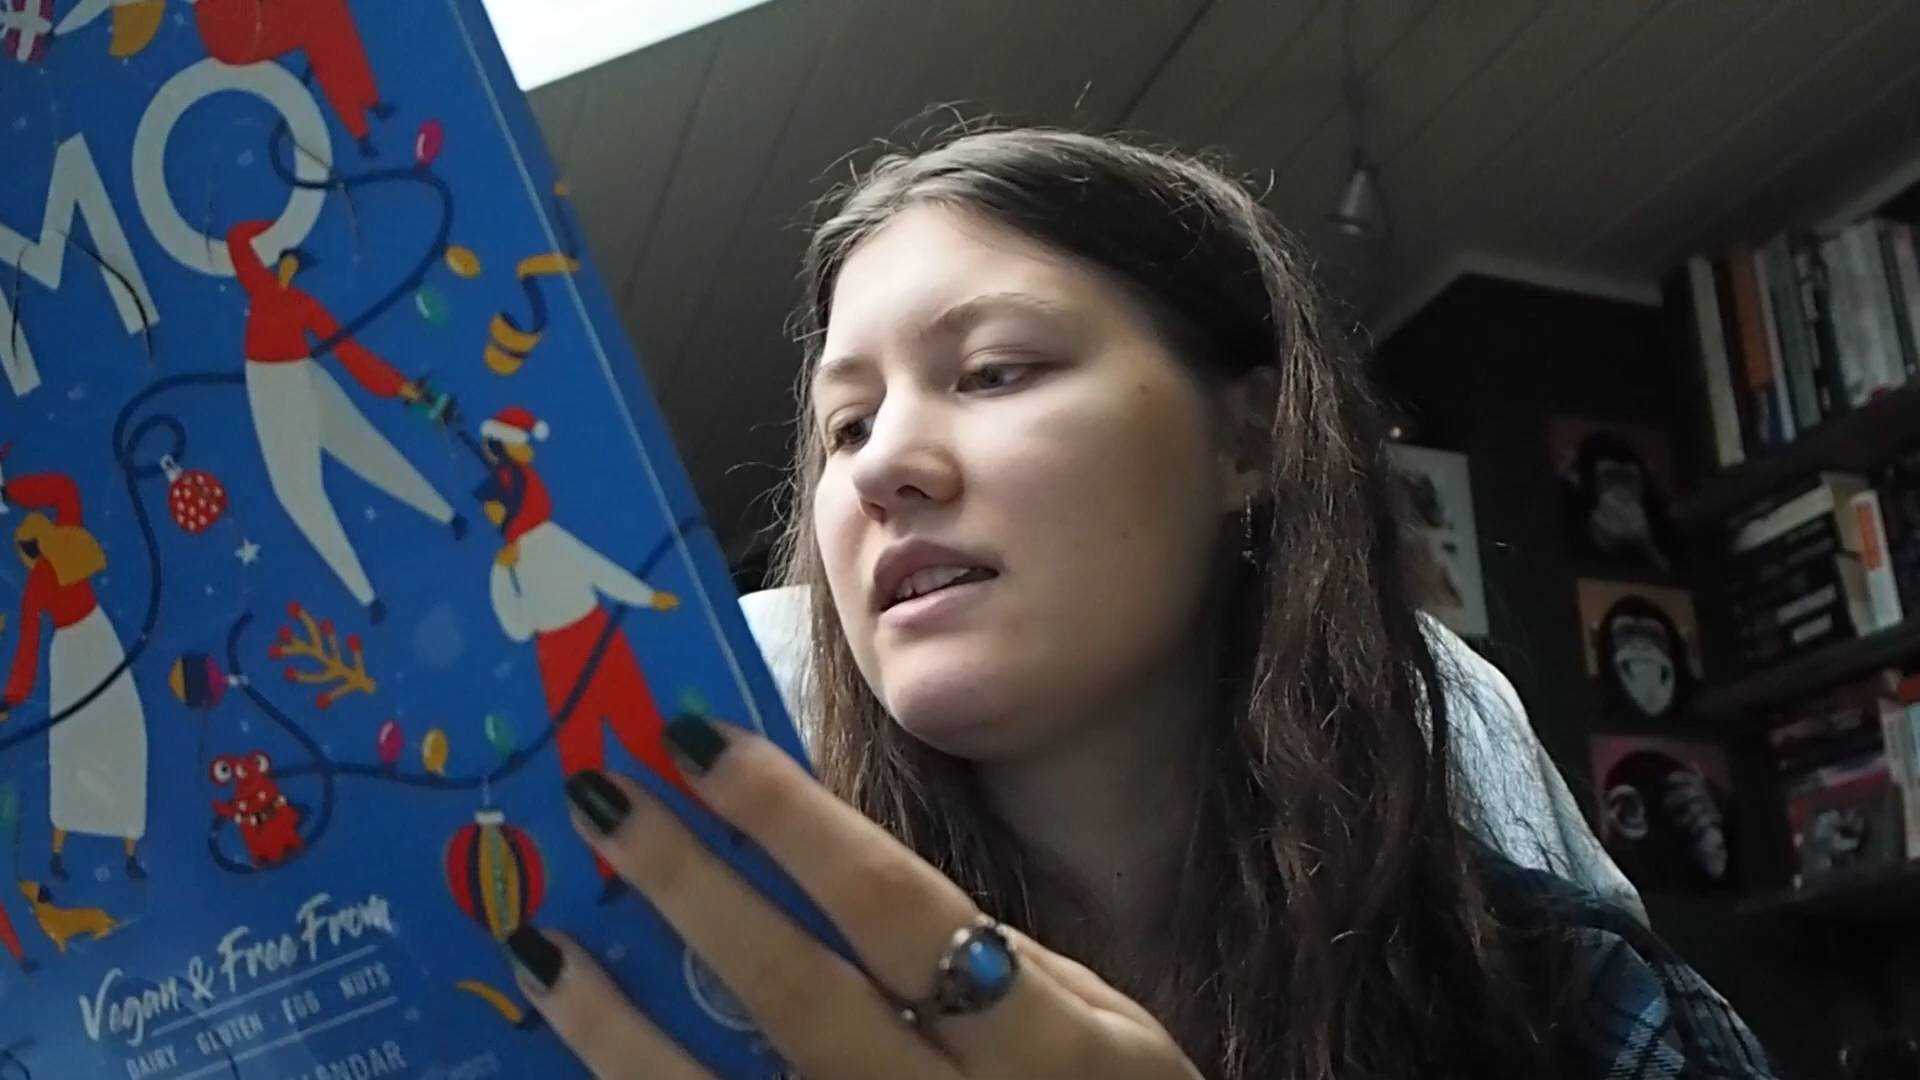 MO
Vegan & Free From
DAIRY · GLUTEN · EGG · NUTS